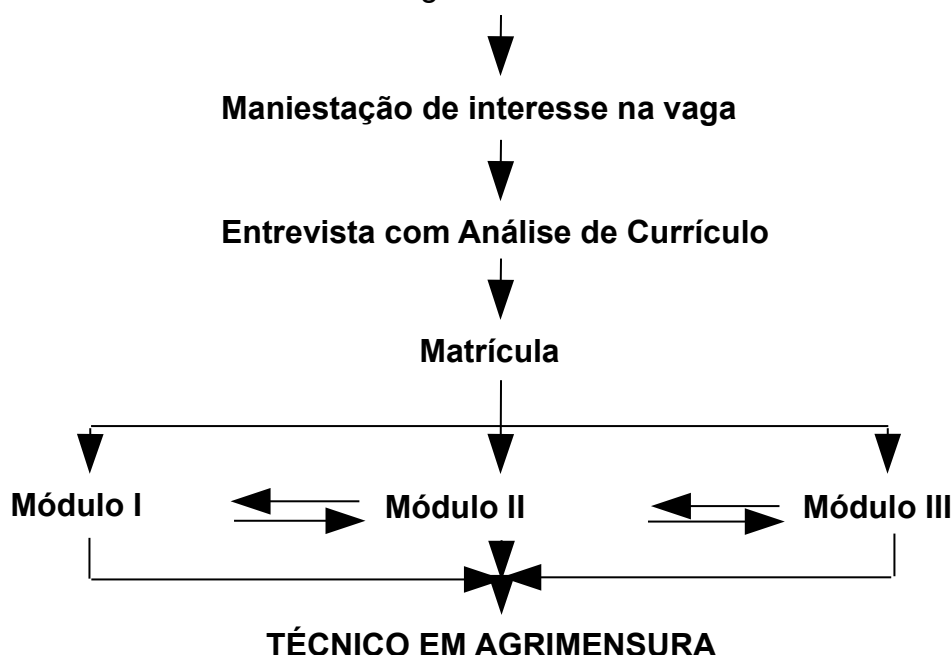 Maniestação de interesse na vaga
Entrevista com Análise de Currículo
Matrícula
Módulo I Módulo II Módulo III
TÉCNICO EM AGRIMENSURA